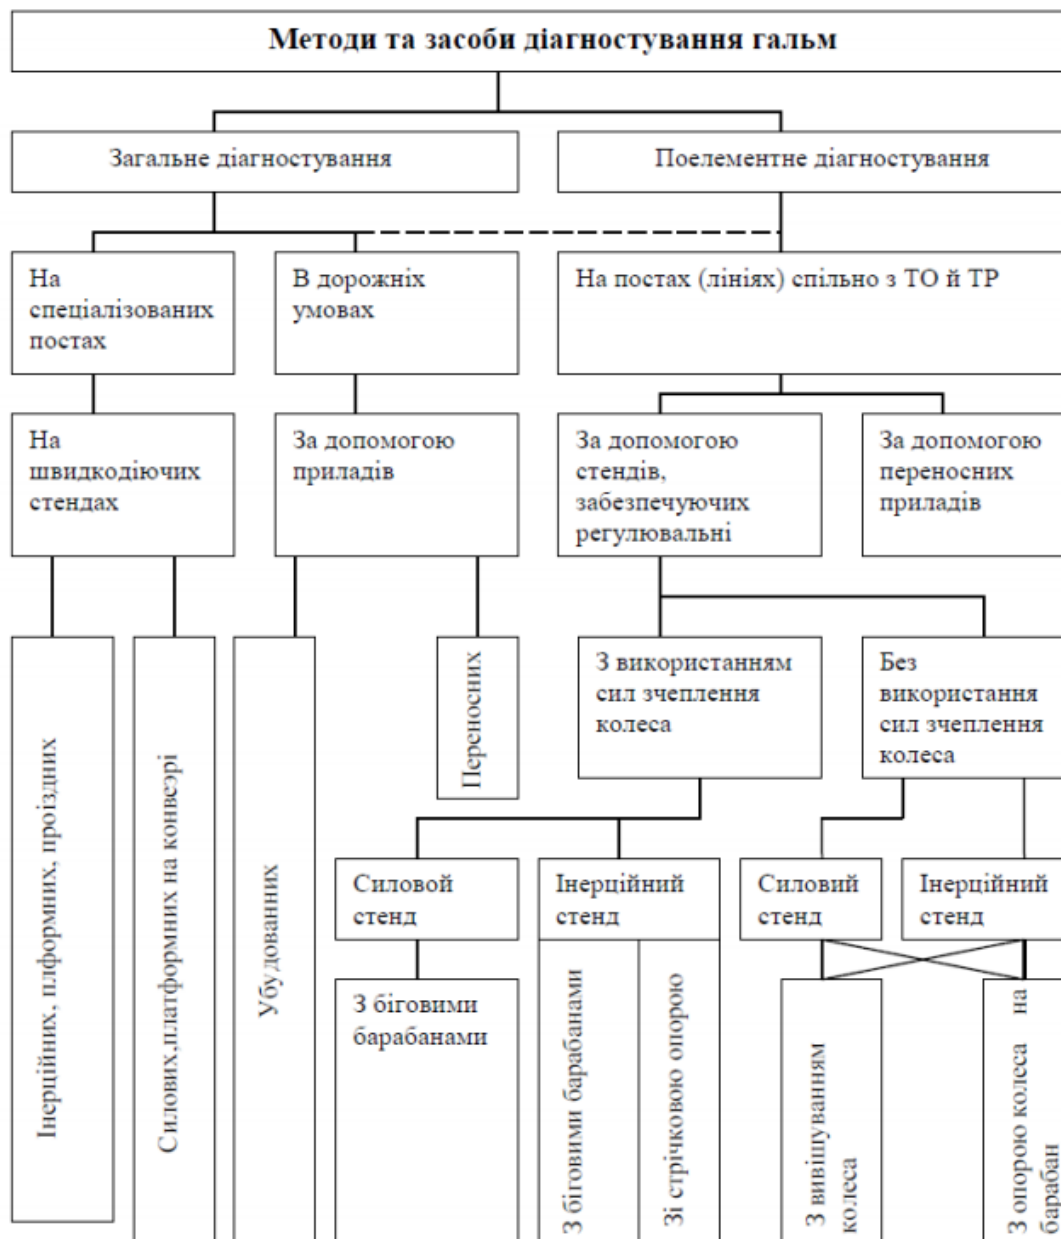 Методи та засоби діагностування гальм
Загальне діагностування
Поелементне діагностування
На
спеціалізованих
постах
В дорожніх
умовах
На постах (лініях) спільно з ТО й ТР
На
швидкодіючих
стендах
За допомогою
приладів
За допомогою
стендів,
забезпечуючих
регулювальні
За допомогою
переносних
приладів
Інерційних, плформних, проїздних
Силових,платформних на конвеэрі
Убудованних
Переносних
З використанням
сил зчеплення
колеса
Без
використання
сил зчеплення
колеса
Силовой
стенд
Інерційний
стенд
Силовий
стенд
Інерційний
стенд
З біговими
барабанами
З біговими барабанами
Зі стрічковою опорою
З вивішуванням
колеса
З опорою колеса на
барабан